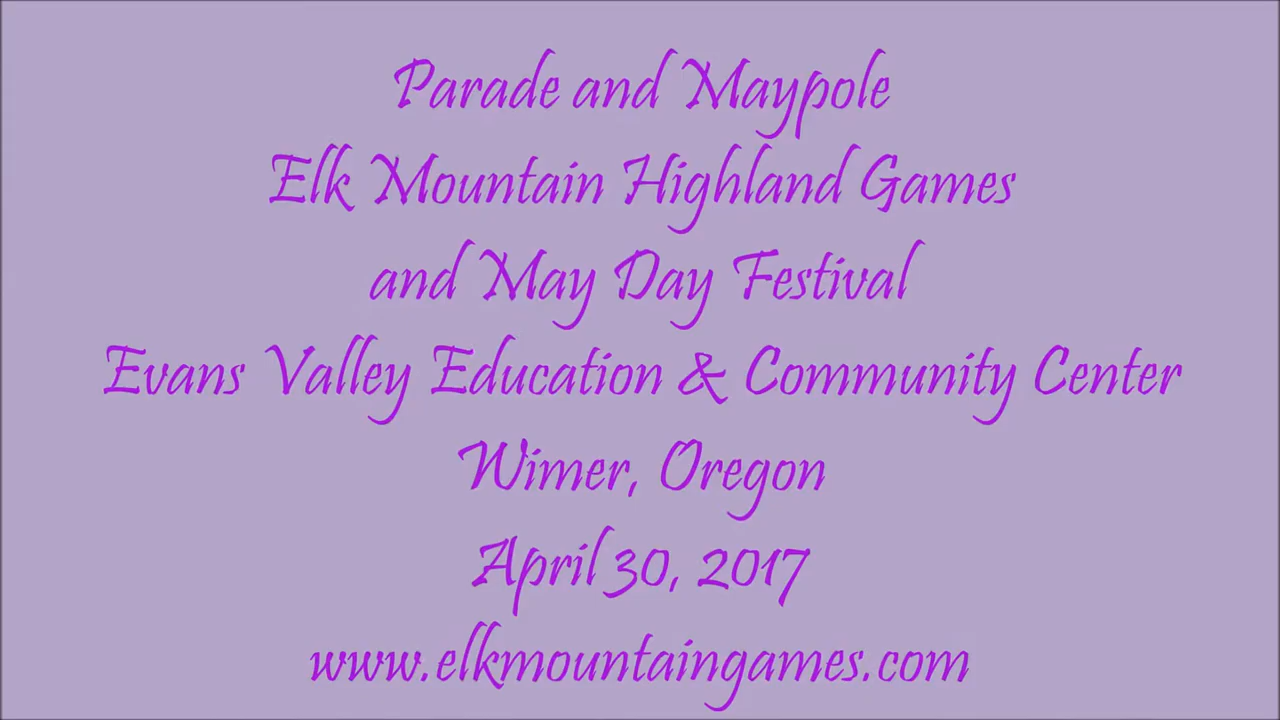 Parade and Maypole
Elk Mountain Highland Games
and May Day Festival
Evans Valley Education & Community Center
Wimer, Oregon
April 30, 2017
www.elkmountaingames.com